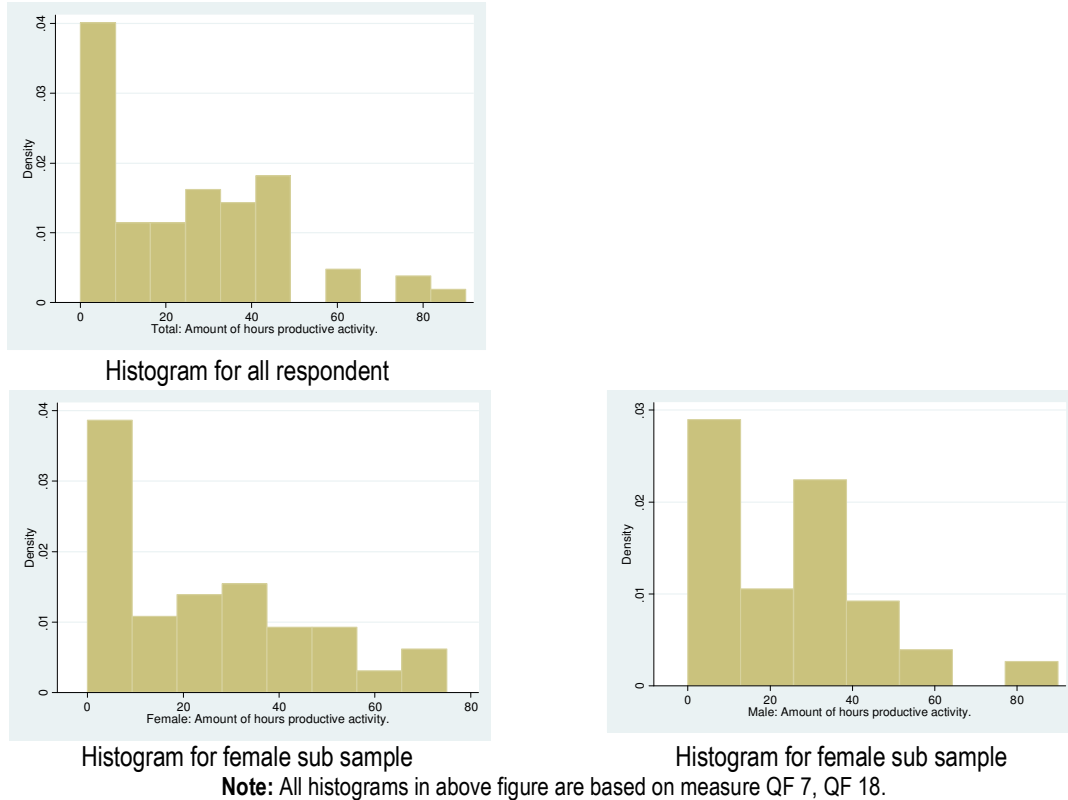 .04
.03
.02
.01
0
Density
0 20 40 60 80
Total: Amount of hours productive activity.
Histogram for all respondent
.04
.03
.02
.01
0
Density
0 20 40 60 80
Female: Amount of hours productive activity.
Histogram for female sub sample
.03
.02
.01
0
Density
0 20 40 60 80
Male: Amount of hours productive activity.
Histogram for female sub sample
Note: All histograms in above figure are based on measure QF 7, QF 18.